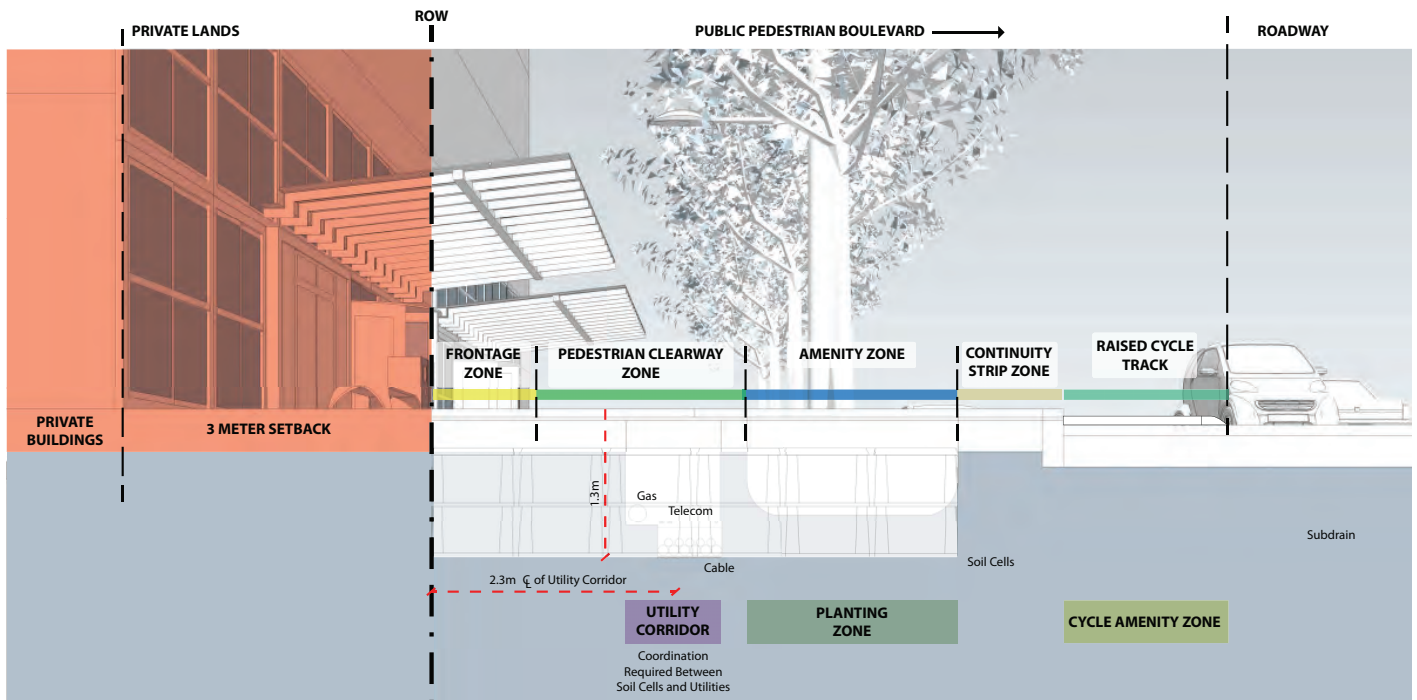 ROW
PRIVATE LANDS
PUBLIC PEDESTRIAN BOULEVARD
ROADWAY
FRONTAGE
ZONE
PEDESTRIAN CLEARWAY
ZONE
AMENITY ZONE
CONTINUITY
STRIP ZONE
RAISED CYCLE
TRACK
PRIVATE
BUILDINGS
3 METER SETBACK
1.3m
Gas
Telecom
Cable
Soil Cells
Subdrain
2.3m ℄ of Utility Corridor
UTILITY
CORRIDOR
PLANTING
ZONE
CYCLE AMENITY ZONE
Coordination
Required Between
Soil Cells and Utilities